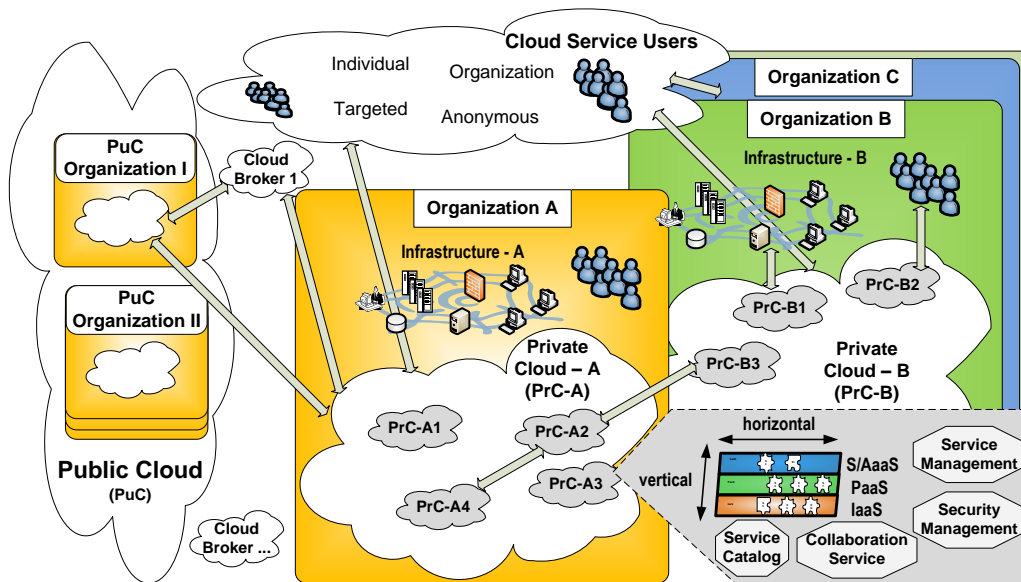 Cloud Service Users
Individual
Organization
Targeted
Anonymous
Organization C
Organization B
Infrastructure - B
PuC
Organization I
Cloud
Broker 1
Organization A
Infrastructure - A
PuC
Organization II
PrC-B1
PrC-B2
Private
Cloud – A
(PrC-A)
PrC-B3
Private
Cloud – B
(PrC-B)
PrC-A1
PrC-A2
PrC-A3
PrC-A4
Public Cloud
(PuC)
Cloud
Broker ...
horizontal
vertical
S/AaaS
PaaS
IaaS
Service
Management
Security
Management
Service
Catalog
Collaboration
Service